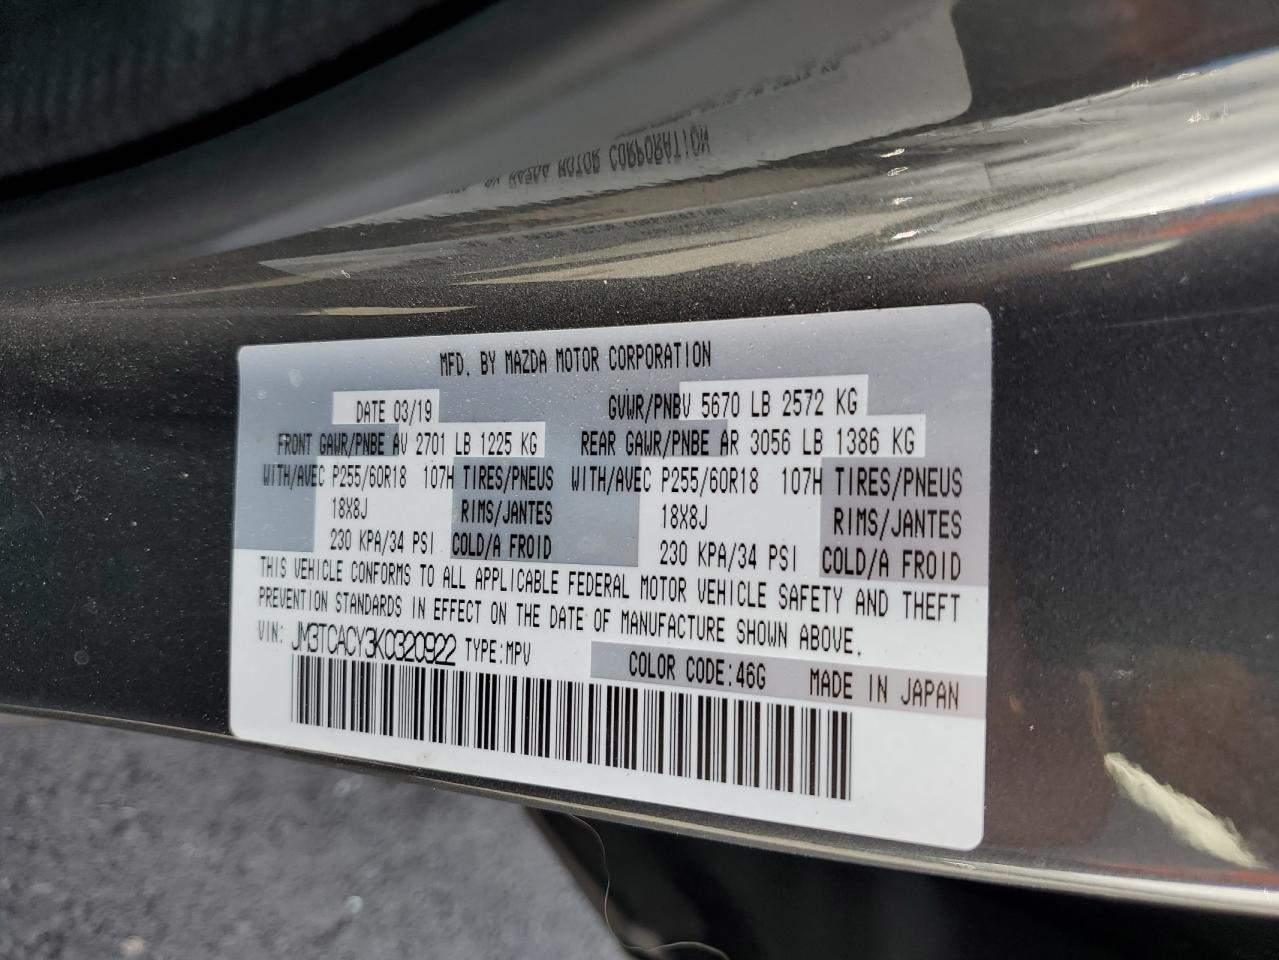 MFD. BY MAZDA MOTOR CORPORATION
DATE 03/19 GVWR/PNBV 5670 LB 2572 KG
FRONT GAWR/PNBE AV 2701 LB 1225 KG REAR GAWR/PNBE AR 3056 LB 1386 KG
WITH/AVEC P255/60R18 107H TIRES/PNEUS WITH/AVEC P255/60R18 107H TIRES/PNEUS
18X8J RIMS/JANTES 18X8J RIMS/JANTES
230 KPA/34 PSI COLD/A FROID 230 KPA/34 PSI COLD/A FROID
THIS VEHICLE CONFORMS TO ALL APPLICABLE FEDERAL MOTOR VEHICLE SAFETY AND THEFT
PREVENTION STANDARDS IN EFFECT ON THE DATE OF MANUFACTURE SHOWN ABOVE.
VIN: JM3TCACY3K0320922 TYPE:MPV COLOR CODE:46G MADE IN JAPAN